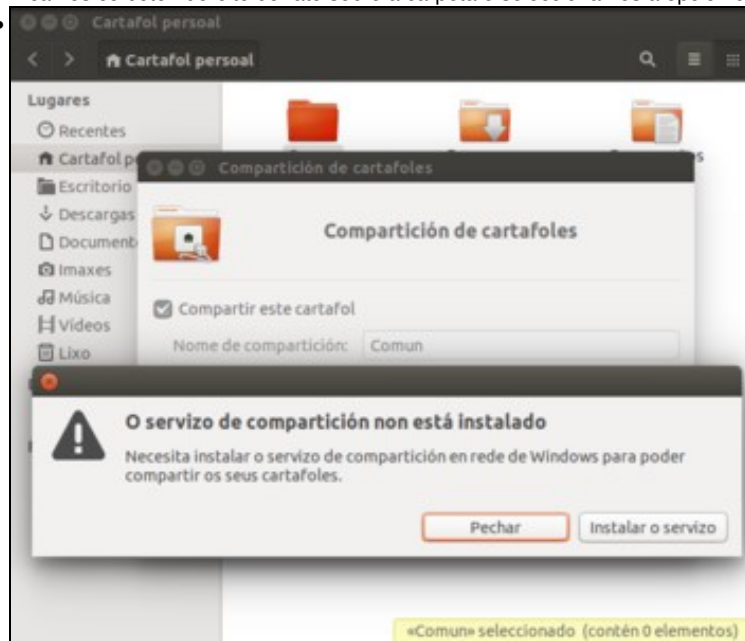 Cartafol persoal
Cartafol persoal
Lugares
Recentes
Cartafol pe
Escritorio
Descargas
Document
Imaxes
Música
Vídeos
Lixo
Compartición de cartafoles
Compartición de cartafoles
Compartir este cartafol
Nome de compartición: Comun
O servizo de compartición non está instalado
Necesita instalar o servizo de compartición en rede de Windows para poder
compartir os seus cartafoles.
Pechar
Instalar o servizo
«Comun» seleccionado (contén 0 elementos)